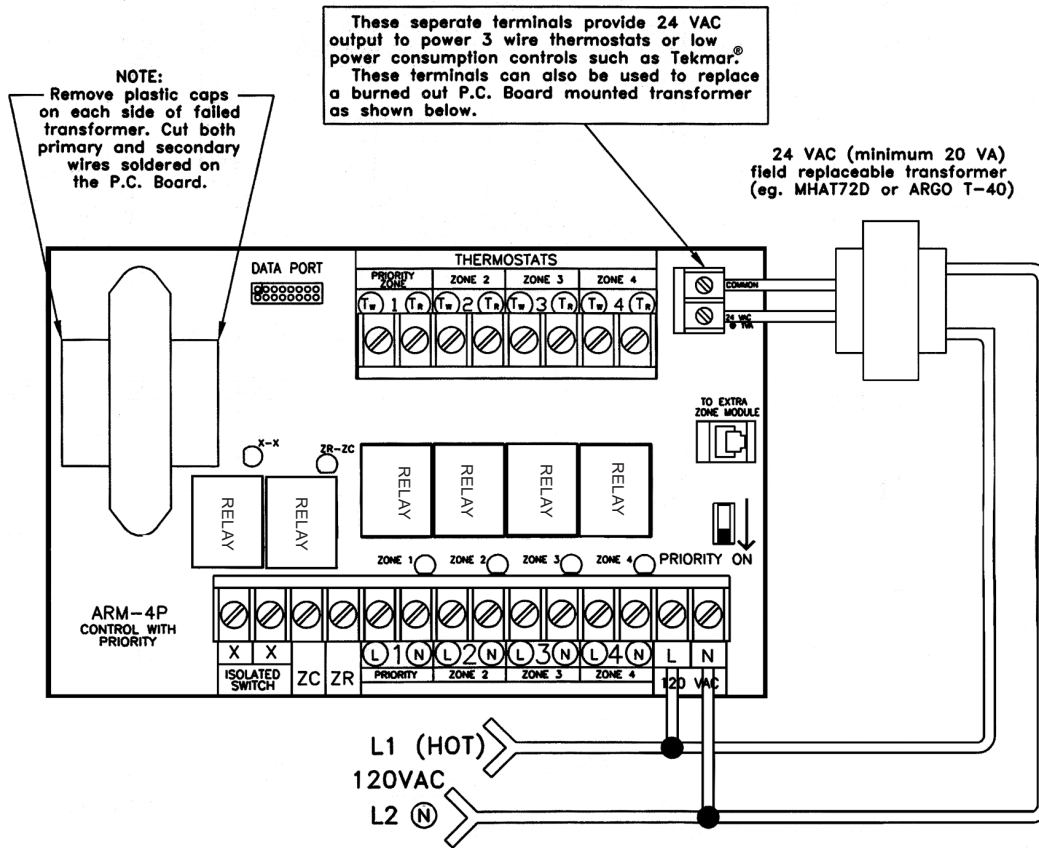 These seperate terminals provide 24 VAC
output to power 3 wire thermostats or low
power consumption controls such as Tekmar.®
These terminals can also be used to replace
a burned out P.C. Board mounted transformer
as shown below.
NOTE:
Remove plastic caps
on each side of failed
transformer. Cut both
primary and secondary
wires soldered on
the P.C. Board.
24 VAC (minimum 20 VA)
field replaceable transformer
(eg. MHAT72D or ARGO T-40)
DATA PORT
THERMOSTATS
PRIORITY ZONE
ZONE 2
ZONE 3
ZONE 4
TW 1 TR TW 2 TR TW 3 TR TW 4 TR
COMMON
24 VAC
@ 7VA
TO EXTRA
ZONE MODULE
X-X
ZR-ZC
RELAY
RELAY
RELAY
RELAY
RELAY
RELAY
ZONE 1
ZONE 2
ZONE 3
ZONE 4
PRIORITY ON
ARM-4P
CONTROL WITH
PRIORITY
X X
ISOLATED
SWITCH
ZC ZR
L 1 N L 2 N L 3 N L 4 N
PRIORITY
ZONE 2
ZONE 3
ZONE 4
L N
120 VAC
L1 (HOT)
120VAC
L2 N